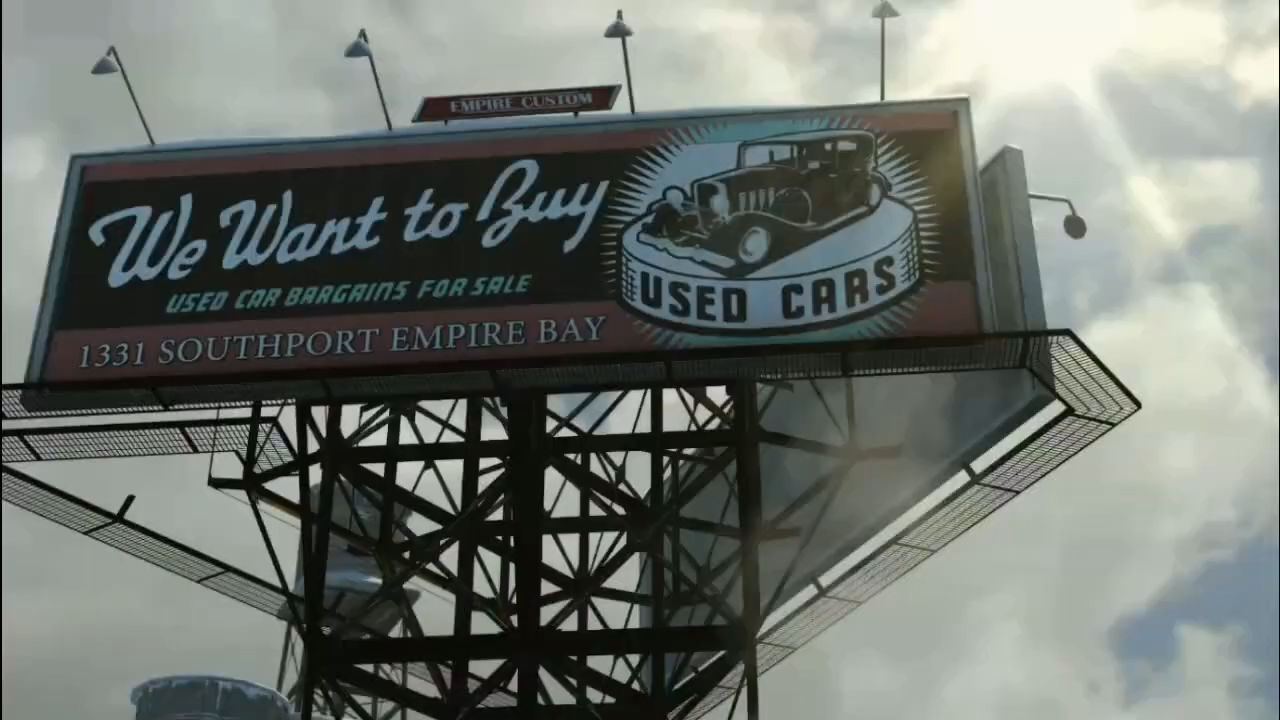 EMPIRE CUSTOM
We Want to Buy
USED CAR BARGAINS FOR SALE
1331 SOUTHPORT EMPIRE BAY
USED CARS